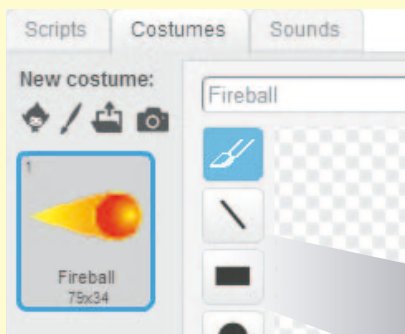 Scripts Costumes Sounds
New costume:
Fireball
1
Fireball
79x34